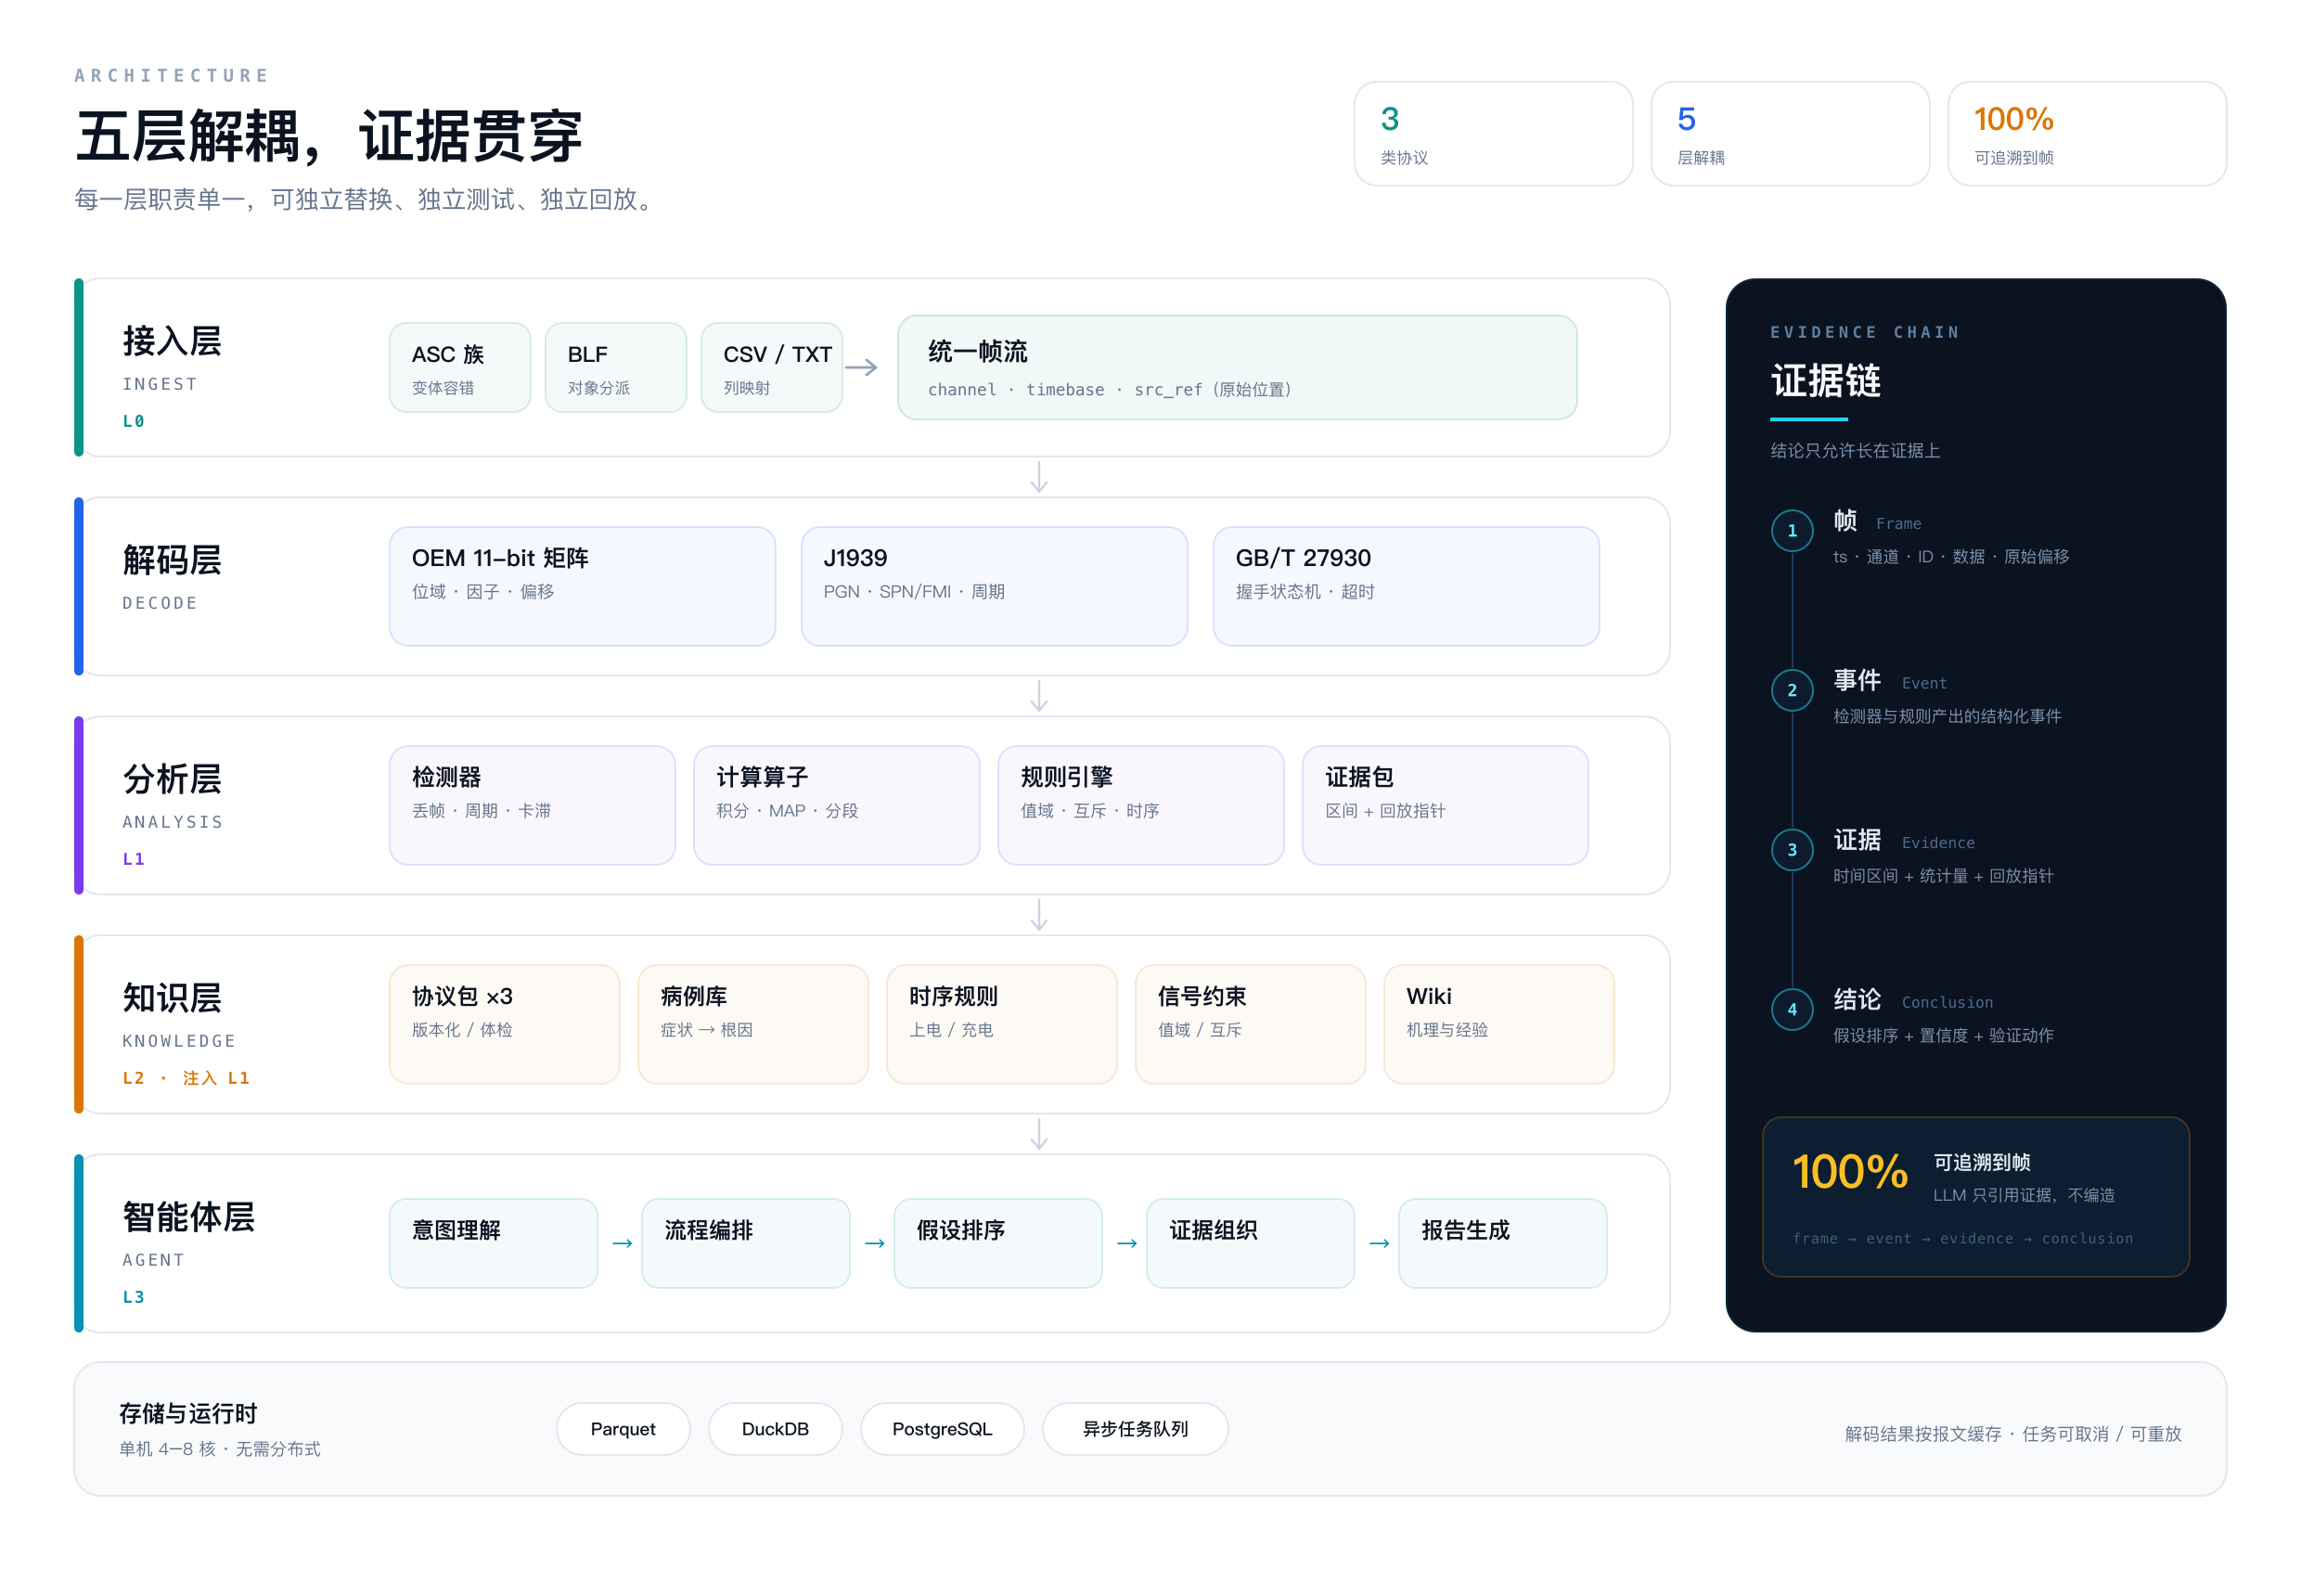 ARCHITECTURE
五层解耦，证据贯穿
每一层职责单一，可独立替换、独立测试、独立回放。
3
类协议
5
层解耦
100%
可追溯到帧
接入层
INGEST
L0
ASC 族
变体容错
BLF
对象分派
CSV / TXT
列映射
→
统一帧流
channel · timebase · src_ref (原始位置)
解码层
DECODE
OEM 11–bit 矩阵
位域 · 因子 · 偏移
J1939
PGN · SPN/FMI · 周期
GB/T 27930
握手状态机 · 超时
分析层
ANALYSIS
L1
检测器
丢帧 · 周期 · 卡滞
计算算子
积分 · MAP · 分段
规则引擎
值域 · 互斥 · 时序
证据包
区间 + 回放指针
知识层
KNOWLEDGE
L2 · 注入 L1
协议包 ×3
版本化 / 体检
病例库
症状 → 根因
时序规则
上电 / 充电
信号约束
值域 / 互斥
Wiki
机理与经验
智能体层
AGENT
L3
意图理解
→
流程编排
→
假设排序
→
证据组织
→
报告生成
EVIDENCE CHAIN
证据链
结论只允许长在证据上
1
帧 Frame
ts · 通道 · ID · 数据 · 原始偏移
2
事件 Event
检测器与规则产出的结构化事件
3
证据 Evidence
时间区间 + 统计量 + 回放指针
4
结论 Conclusion
假设排序 + 置信度 + 验证动作
100%
可追溯到帧
LLM 只引用证据，不编造
frame → event → evidence → conclusion
存储与运行时
单机 4–8 核 · 无需分布式
Parquet
DuckDB
PostgreSQL
异步任务队列
解码结果按报文缓存 · 任务可取消 / 可重放